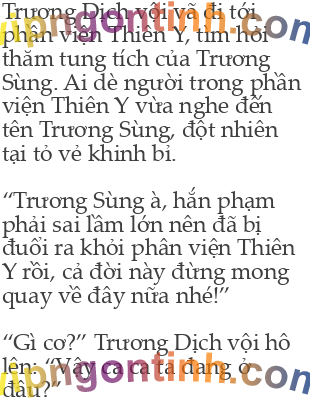 Trương Dịch vội vã đi tới
phân viện Thiên Y, tìm hỏi
thăm tung tích của Trương
Sùng. Ai dè người trong phần
viện Thiên Y vừa nghe đến
tên Trương Sùng, đột nhiên
tại tỏ vẻ khinh bỉ.
“Trương Sùng à, hắn phạm
phải sai lầm lớn nên đã bị
đuổi ra khỏi phân viện Thiên
Y rồi, cả đời này đừng mong
quay về đây nữa nhé!”
“Gì cơ?” Trương Dịch vội hô
lên: “Vậy ca ca ta đang ở
đâu?”
vipngontinh.com
vipngontinh.com